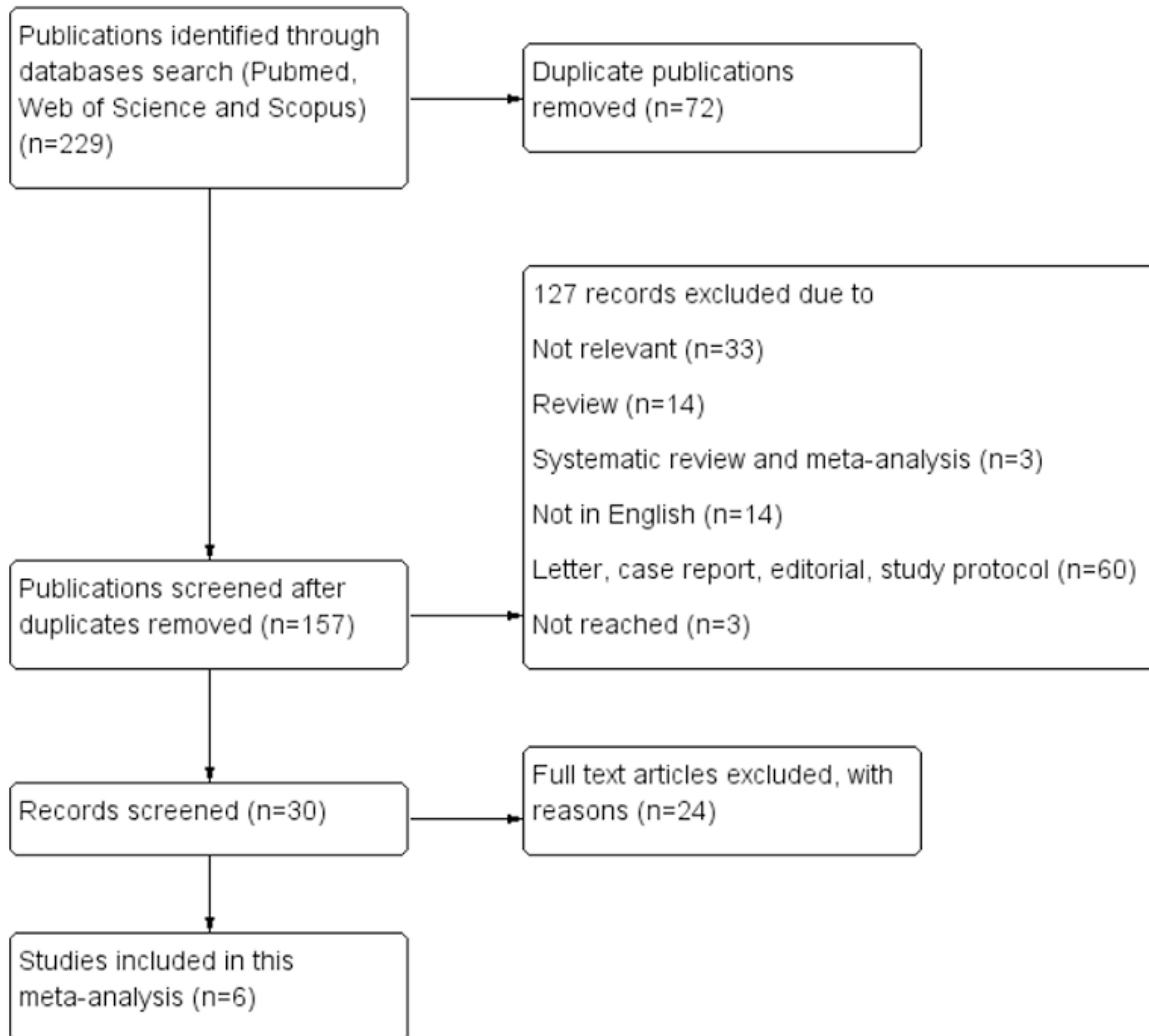 Publications identified through
databases search (Pubmed,
Web of Science and Scopus)
(n=229)
Duplicate publications
removed (n=72)
127 records excluded due to
Not relevant (n=33)
Review (n=14)
Systematic review and meta-analysis (n=3)
Not in English (n=14)
Letter, case report, editorial, study protocol (n=60)
Not reached (n=3)
Publications screened after
duplicates removed (n=157)
Records screened (n=30)
Full text articles excluded, with
reasons (n=24)
Studies included in this
meta-analysis (n=6)